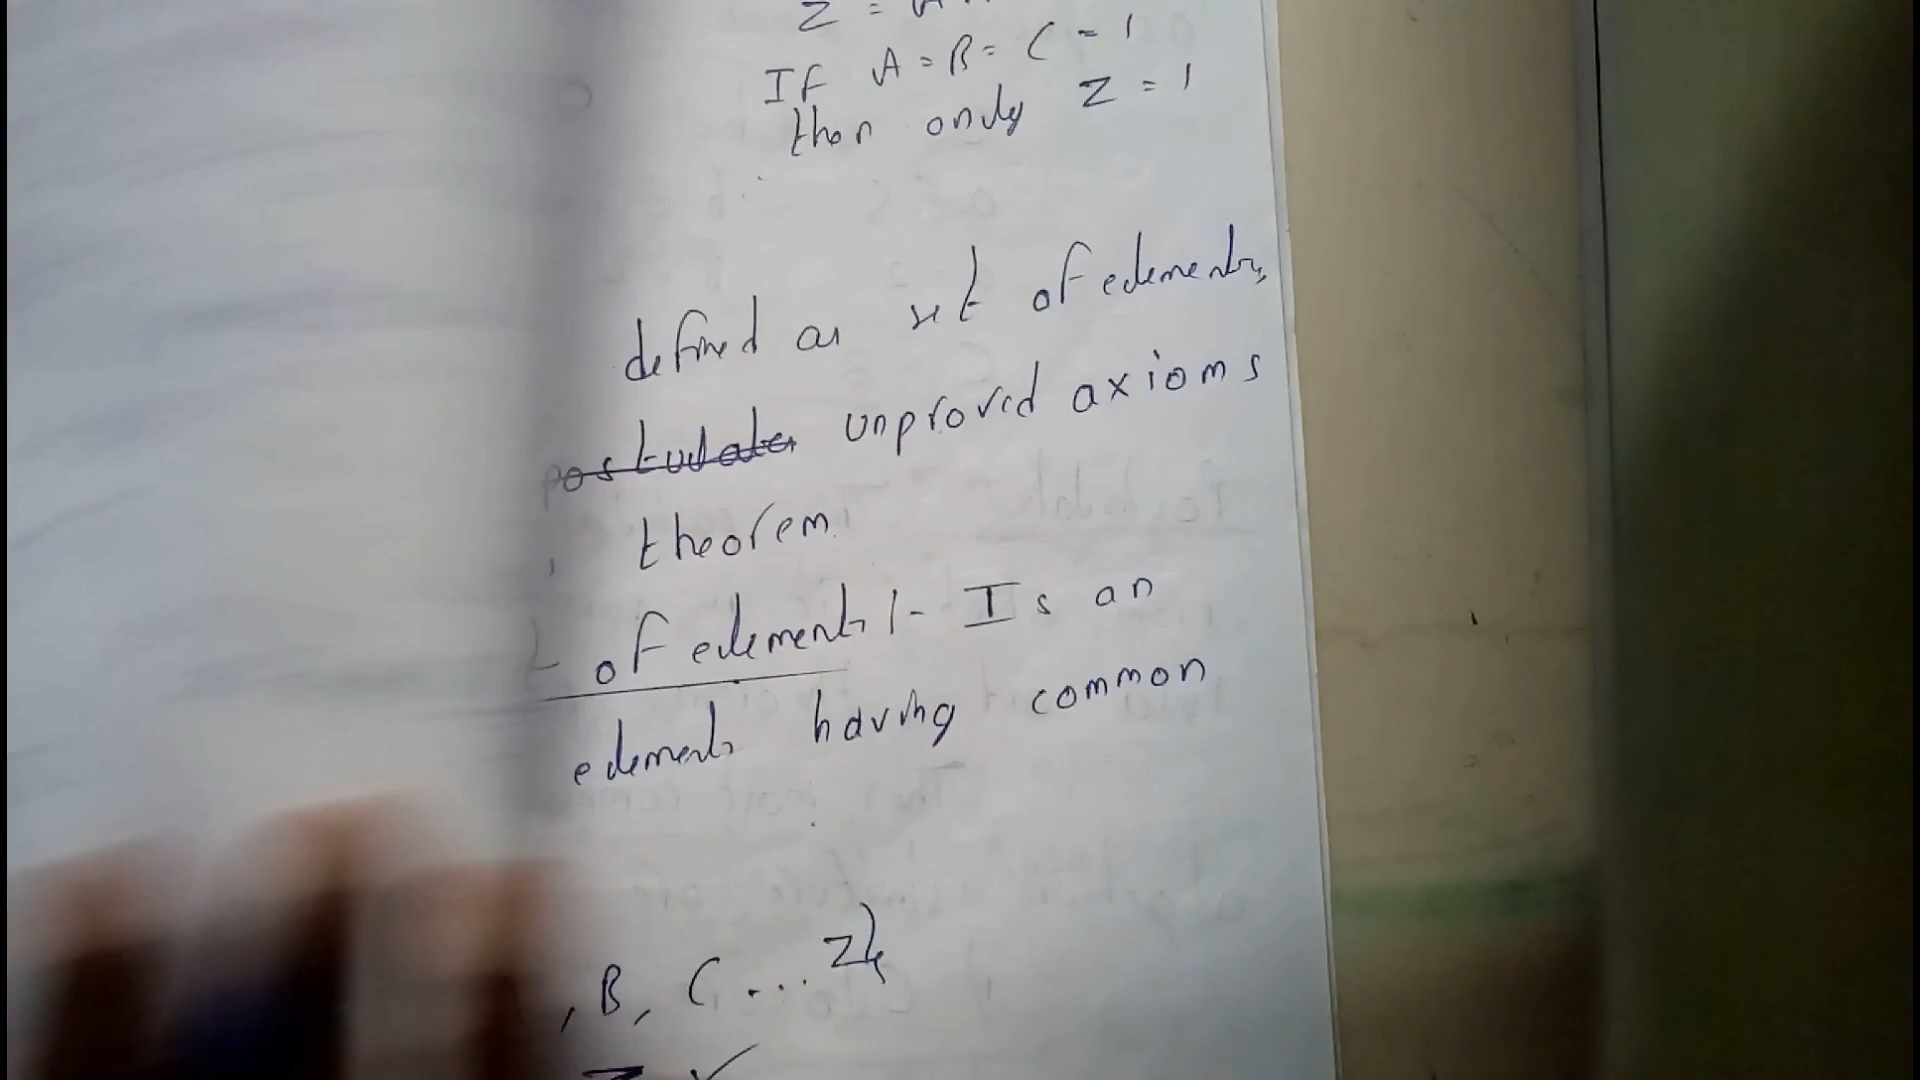 Z =
If A = B = C = 1
then only Z = 1
defined as set of elements,
postulates unproved axioms
, theorem
of elements :- Is an
elements having common
, B, C ... Z}